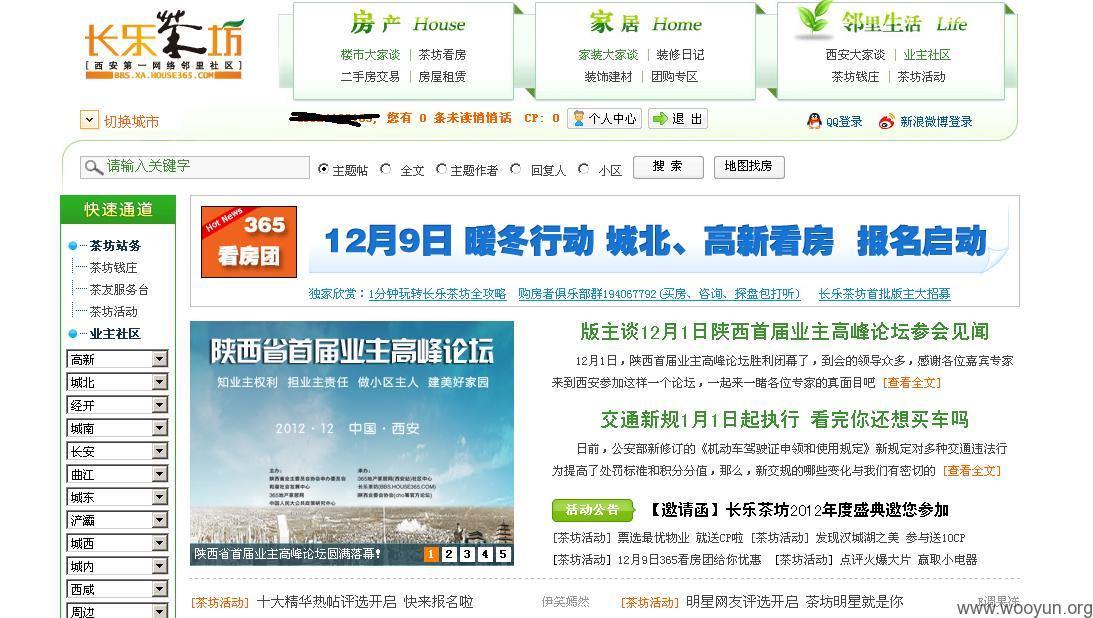 长乐茶坊
[西安第一网络邻里社区]
BBS.XA.HOUSE365.COM
房产 House
楼市大家谈 | 茶坊看房
二手房交易 | 房屋租赁
家居 Home
家装大家谈 | 装修日记
装饰建材 | 团购专区
邻里生活 Life
西安大家谈 | 业主社区
茶坊钱庄 | 茶坊活动
切换城市
您有 0 条未读悄悄话 CP: 0 个人中心 退 出
QQ登录 新浪微博登录
请输入关键字 主题帖 全文 主题作者 回复人 小区 搜 索 地图找房
快速通道
茶坊站务
茶坊钱庄
茶友服务台
茶坊活动
业主社区
高新
城北
经开
城南
长安
曲江
城东
浐灞
城西
城内
西咸
周边
Hot News
365
看房团
12月9日 暖冬行动 城北、高新看房 报名启动
独家欣赏：1分钟玩转长乐茶坊全攻略 购房者俱乐部群194067792(买房、咨询、探盘包打听) 长乐茶坊首批版主大招募
陕西省首届业主高峰论坛
知业主权利 担业主责任 做小区主人 建美好家园
2012·12 中国·西安
主办：
365地产家居网
承办：
长乐茶坊(BBS.HOUSE365.COM)
陕西省首届业主高峰论坛圆满落幕！ 1 2 3 4 5
版主谈12月1日陕西首届业主高峰论坛参会见闻
12月1日，陕西首届业主高峰论坛胜利闭幕了，到会的领导众多，感谢各位嘉宾专家
来到西安参加这样一个论坛，一起来一睹各位专家的真面目吧 [查看全文]
交通新规1月1日起执行 看完你还想买车吗
日前，公安部新修订的《机动车驾驶证申领和使用规定》新规定对多种交通违法行
为提高了处罚标准和积分分值，那么，新交规的哪些变化与我们有密切的 [查看全文]
活动公告 【邀请函】长乐茶坊2012年度盛典邀您参加
[茶坊活动] 票选最优物业 就送CP啦 [茶坊活动] 发现汉城湖之美 参与送10CP
[茶坊活动] 12月9日365看房团给你优惠 [茶坊活动] 点评火爆大片 赢取小电器
[茶坊活动] 十大精华热帖评选开启 快来报名啦 伊笑嫣然
[茶坊活动] 明星网友评选开启 茶坊明星就是你
www.wooyun.org